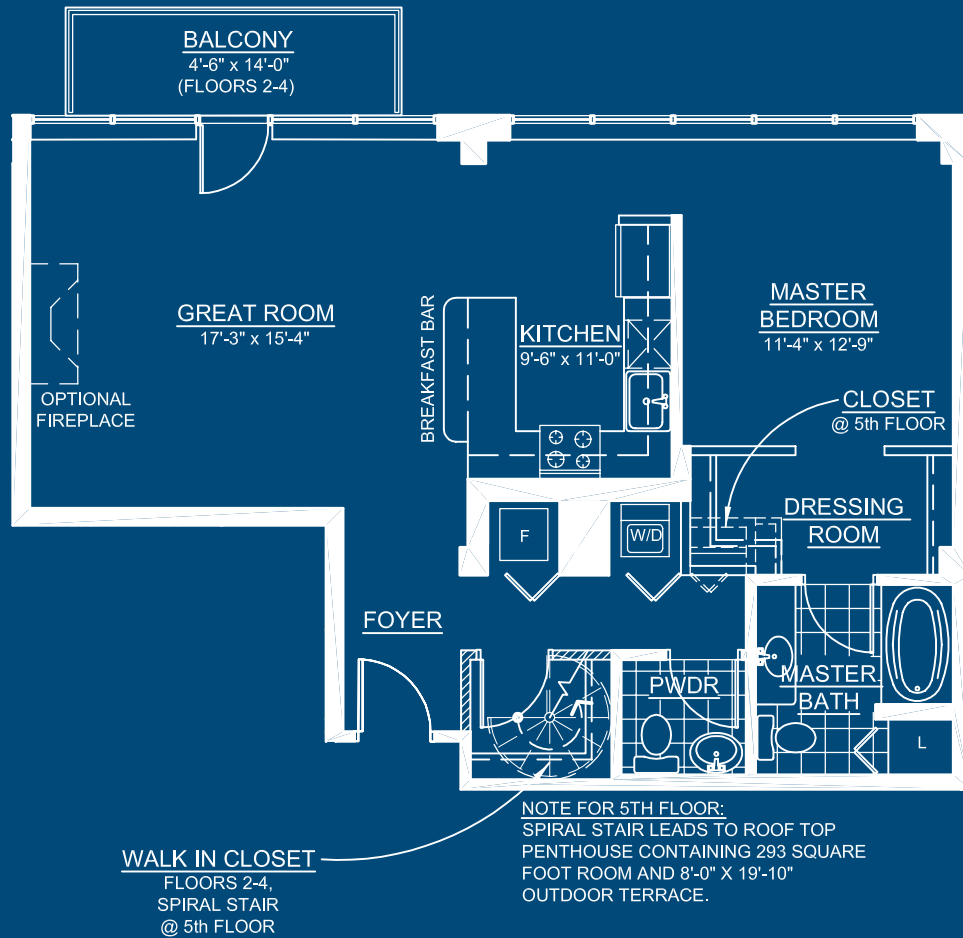 BALCONY
4'-6" x 14'-0"
(FLOORS 2-4)
GREAT ROOM
17'-3" x 15'-4"
OPTIONAL
FIREPLACE
BREAKFAST BAR
KITCHEN
9'-6" x 11'-0"
MASTER
BEDROOM
11'-4" x 12'-9"
CLOSET
@ 5th FLOOR
DRESSING
ROOM
F
W/D
FOYER
PWDR
MASTER
BATH
L
WALK IN CLOSET
FLOORS 2-4,
SPIRAL STAIR
@ 5th FLOOR
NOTE FOR 5TH FLOOR:
SPIRAL STAIR LEADS TO ROOF TOP
PENTHOUSE CONTAINING 293 SQUARE
FOOT ROOM AND 8'-0" X 19'-10"
OUTDOOR TERRACE.